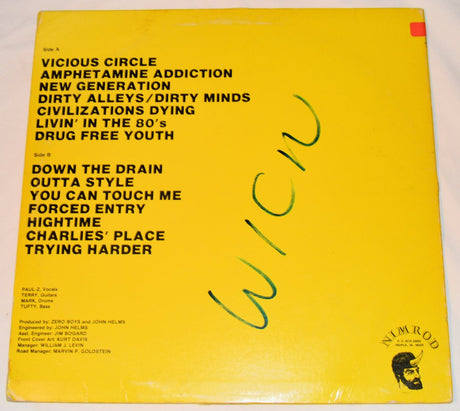 Side A
VICIOUS CIRCLE
AMPHETAMINE ADDICTION
NEW GENERATION
DIRTY ALLEYS/DIRTY MINDS
CIVILIZATIONS DYING
LIVIN' IN THE 80's
DRUG FREE YOUTH
Side B
DOWN THE DRAIN
OUTTA STYLE
YOU CAN TOUCH ME
FORCED ENTRY
HIGHTIME
CHARLIES' PLACE
TRYING HARDER
WICN
PAUL-Z, Vocals
TERRY, Guitars
MARK, Drums
TUFTY, Bass
Produced by: ZERO BOYS and JOHN HELMS
Engineered by: JOHN HELMS
Asst. Engineer: JIM BOGARD
Front Cover Art: KURT DAVIS
Manager: WILLIAM J. LEVIN
Road Manager: MARVIN P. GOLDSTEIN
NIMROD